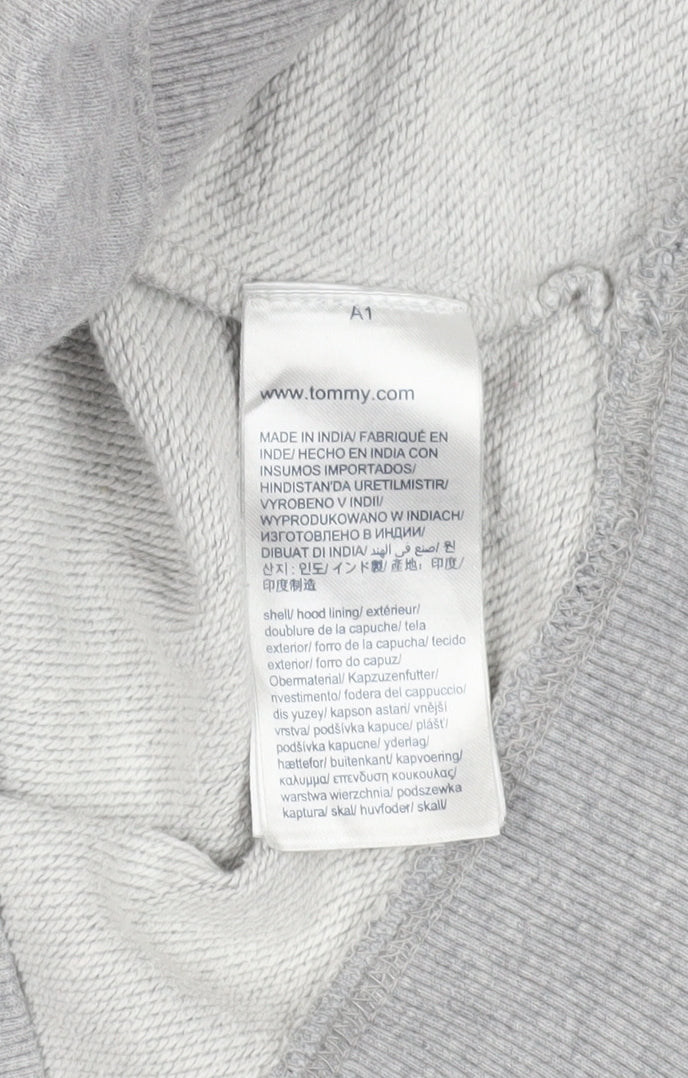 A1
www.tommy.com
MADE IN INDIA/ FABRIQUÉ EN
INDE/ HECHO EN INDIA CON
INSUMOS IMPORTADOS/
HINDISTAN'DA URETILMISTIR/
VYROBENO V INDII/
WYPRODUKOWANO W INDIACH/
ИЗГОТОВЛЕНО В ИНДИИ/
DIBUAT DI INDIA/ صنع في الهند/ 원
산지: 인도/ インド製/ 産地: 印度/
印度制造
shell/ hood lining/ extérieur/
doublure de la capuche/ tela
exterior/ forro de la capucha/ tecido
exterior/ forro do capuz/
Obermaterial/ Kapzuzenfutter/
rivestimento/ fodera del cappuccio/
dis yuzey/ kapson astari/ vnější
vrstva/ podšívka kapuce/ plášť/
podšívka kapucne/ yderlag/
hættefor/ buitenkant/ kapvoering/
καλυμμα/ επενδυση κουκουλας/
warstwa wierzchnia/ podszewka
kaptura/ skal/ huvfoder/ skall/